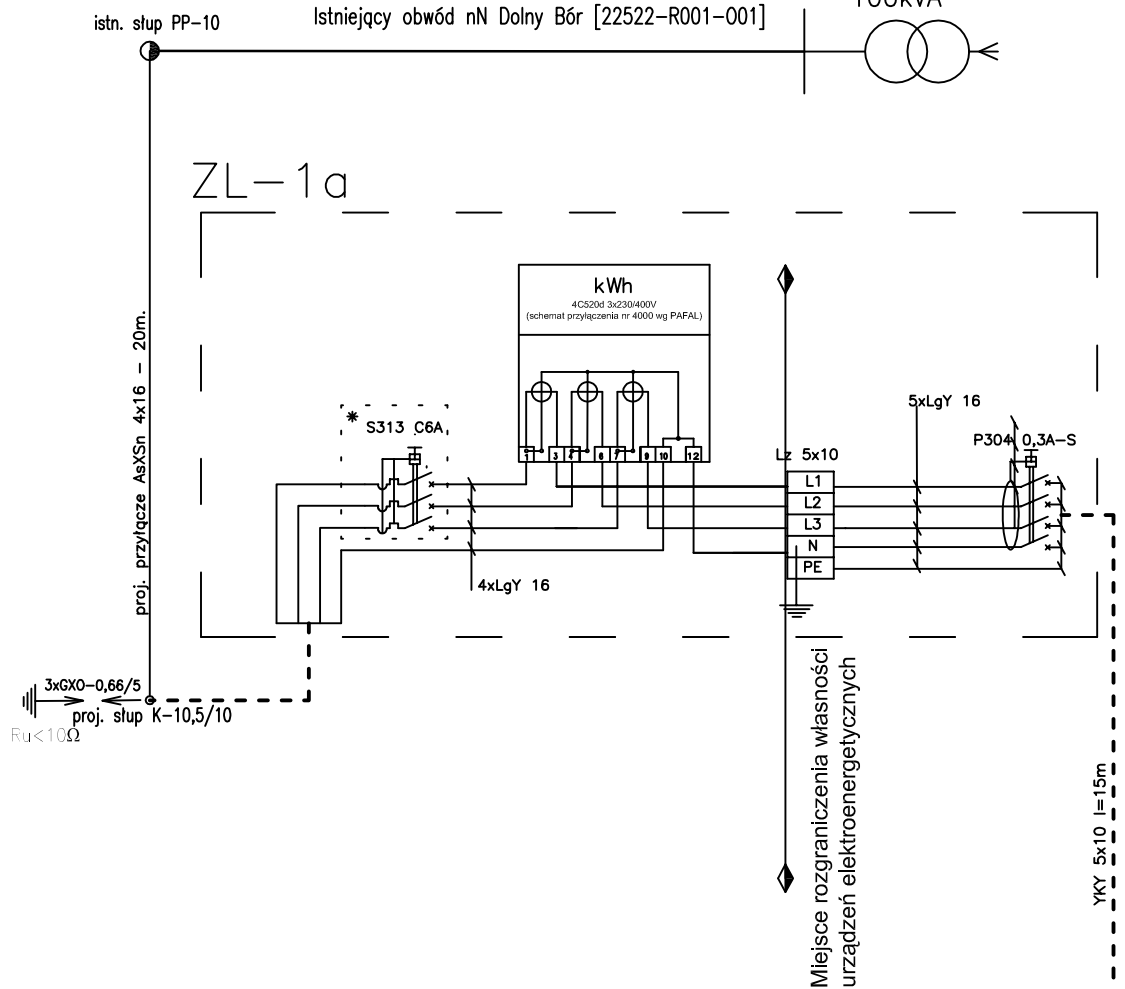 100kVA
istn. słup PP-10
Istniejący obwód nN Dolny Bór [22522-R001-001]
ZL-1a
kWh
4C520d 3x230/400V
(schemat przyłączenia nr 4000 wg PAFAL)
proj. przyłącze AsXSn 4x16 - 20m.
* S313 C6A
1 3 4 6 7 9 10 12
5xLgY 16
P304 0,3A-S
Lz 5x10
L1
L2
L3
N
PE
4xLgY 16
3xGXO-0,66/5
proj. słup K-10,5/10
Ru<10Ω
Miejsce rozgraniczenia własności
urządzeń elektroenergetycznych
YKY 5x10 l=15m